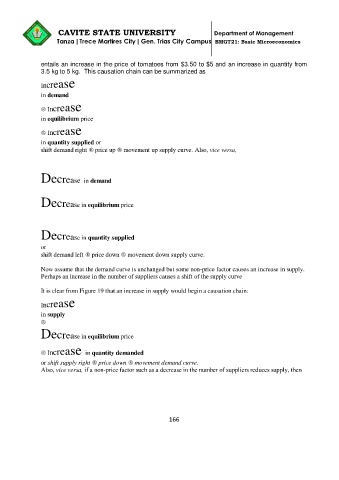 CAVITE STATE UNIVERSITY
Department of Management
Tanza | Trece Martires City | Gen. Trias City Campus
BMGT21: Basic Microeconomics
entails an increase in the price of tomatoes from $3.50 to $5 and an increase in quantity from
3.5 kg to 5 kg. This causation chain can be summarized as
increase
in demand
® increase
in equilibrium price
® increase
in quantity supplied or
shift demand right ® price up ® movement up supply curve. Also, vice versa,
Decrease in demand
Decrease in equilibrium price
Decrease in quantity supplied
or
shift demand left ® price down ® movement down supply curve.
Now assume that the demand curve is unchanged but some non-price factor causes an increase in supply.
Perhaps an increase in the number of suppliers causes a shift of the supply curve
It is clear from Figure 19 that an increase in supply would begin a causation chain:
increase
in supply
®
Decrease in equilibrium price
® increase in quantity demanded
or shift supply right ® price down ® movement demand curve.
Also, vice versa, if a non-price factor such as a decrease in the number of suppliers reduces supply, then
166